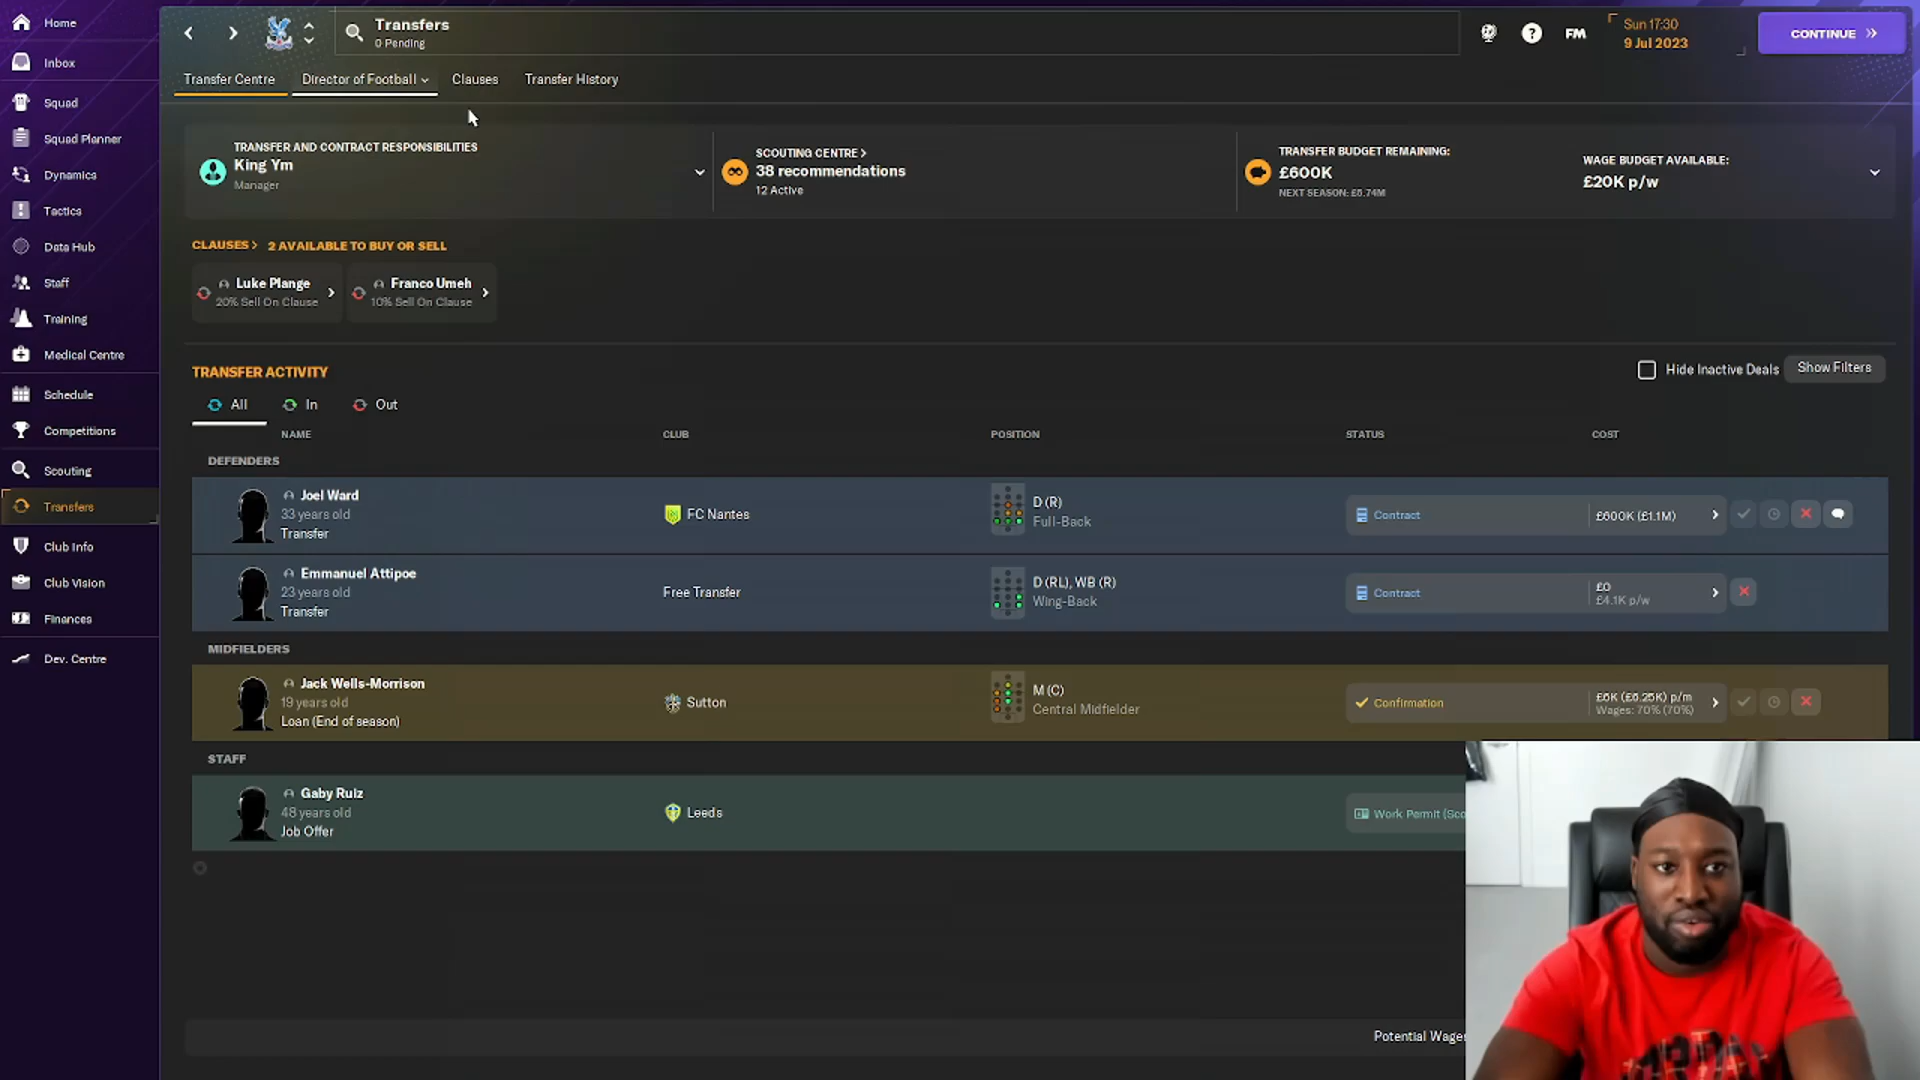 Home
Inbox
Squad
Squad Planner
Dynamics
Tactics
Data Hub
Staff
Training
Medical Centre
Schedule
Competitions
Scouting
Transfers
Club Info
Club Vision
Finances
Dev. Centre
Transfers
0 Pending
?
FM
Sun 17:30
9 Jul 2023
CONTINUE
Transfer Centre
Director of Football
Clauses
Transfer History
TRANSFER AND CONTRACT RESPONSIBILITIES
King Ym
Manager
SCOUTING CENTRE >
38 recommendations
12 Active
TRANSFER BUDGET REMAINING:
£600K
NEXT SEASON: £6.74M
WAGE BUDGET AVAILABLE:
£20K p/w
CLAUSES > 2 AVAILABLE TO BUY OR SELL
Luke Plange
20% Sell On Clause
Franco Umeh
10% Sell On Clause
TRANSFER ACTIVITY
Hide Inactive Deals
Show Filters
All In Out
NAME CLUB POSITION STATUS COST
DEFENDERS
Joel Ward
33 years old
Transfer
FC Nantes
D (R)
Full-Back
Contract
£600K (£1.1M)
Emmanuel Attipoe
23 years old
Transfer
Free Transfer
D (RL), WB (R)
Wing-Back
Contract
£0
£4.1K p/w
MIDFIELDERS
Jack Wells-Morrison
19 years old
Loan (End of season)
Sutton
M (C)
Central Midfielder
Confirmation
£6K (£6.25K) p/m
Wages: 70% (70%)
STAFF
Gaby Ruiz
48 years old
Job Offer
Leeds
Work Permit (Sco
Potential Wage